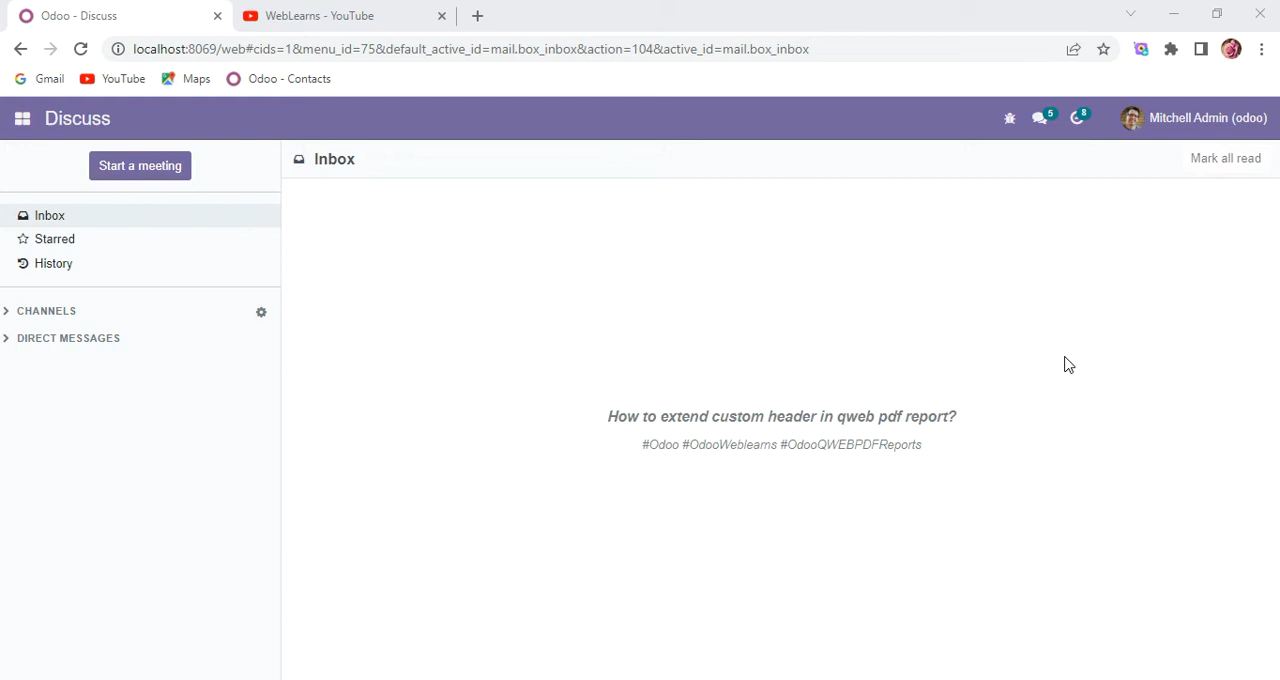 Odoo - Discuss
WebLearns - YouTube
localhost:8069/web#cids=1&menu_id=75&default_active_id=mail.box_inbox&action=104&active_id=mail.box_inbox
Gmail
YouTube
Maps
Odoo - Contacts
Discuss
5
8
Mitchell Admin (odoo)
Start a meeting
Inbox
Mark all read
Inbox
Starred
History
CHANNELS
DIRECT MESSAGES
How to extend custom header in qweb pdf report?
#Odoo #OdooWeblearns #OdooQWEBPDFReports